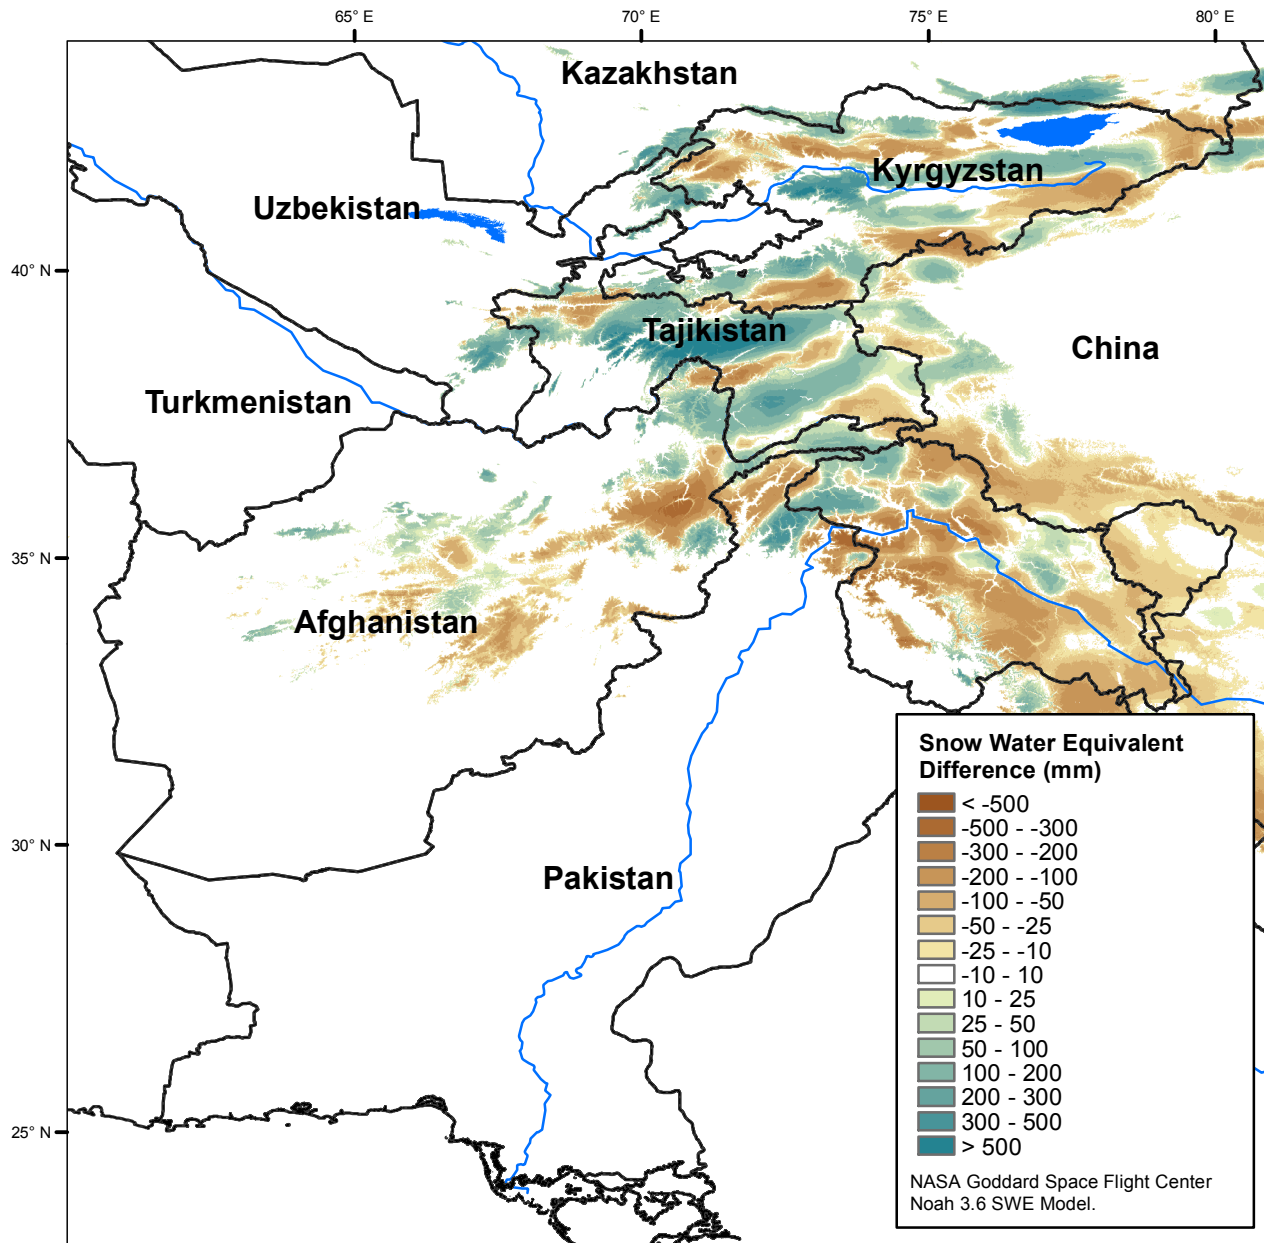 65° E
70° E
75° E
80° E
Kazakhstan
Kyrgyzstan
Uzbekistan
40° N
Tajikistan
China
Turkmenistan
35° N
Afghanistan
30° N
Pakistan
25° N
Snow Water Equivalent
Difference (mm)
< -500
-500 - -300
-300 - -200
-200 - -100
-100 - -50
-50 - -25
-25 - -10
-10 - 10
10 - 25
25 - 50
50 - 100
100 - 200
200 - 300
300 - 500
> 500
NASA Goddard Space Flight Center
Noah 3.6 SWE Model.